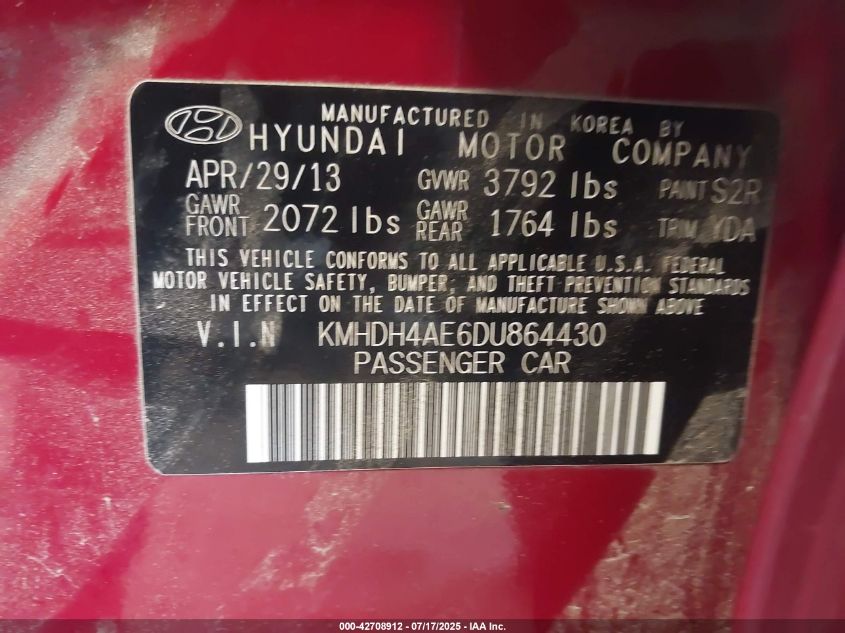 MANUFACTURED IN KOREA BY
HYUNDAI MOTOR COMPANY
APR/29/13 GVWR 3792 lbs PAINT S2R
GAWR FRONT 2072 lbs GAWR REAR 1764 lbs TRIM YDA
THIS VEHICLE CONFORMS TO ALL APPLICABLE U.S.A. FEDERAL
MOTOR VEHICLE SAFETY, BUMPER, AND THEFT PREVENTION STANDARDS
IN EFFECT ON THE DATE OF MANUFACTURE SHOWN ABOVE
V.I.N KMHDH4AE6DU864430
PASSENGER CAR
000-42708912 / 07/17/2025 - IAA Inc.